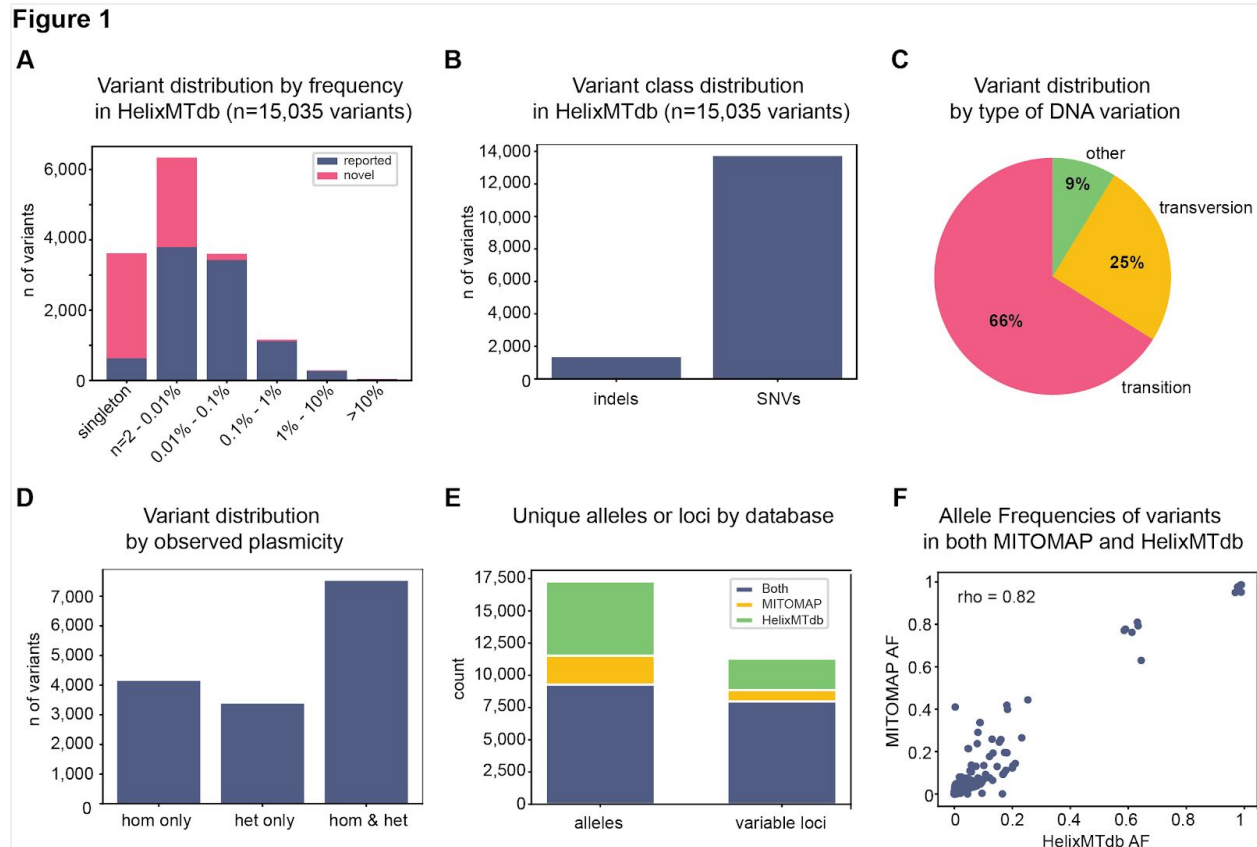 Figure 1
A
Variant distribution by frequency
in HelixMTdb (n=15,035 variants)
reported
novel
n of variants
6,000
4,000
2,000
0
singleton
n=2 - 0.01%
0.01% - 0.1%
0.1% - 1%
1% - 10%
>10%
B
Variant class distribution
in HelixMTdb (n=15,035 variants)
n of variants
14,000
12,000
10,000
8,000
6,000
4,000
2,000
0
indels
SNVs
C
Variant distribution
by type of DNA variation
other
9%
transversion
25%
66%
transition
D
Variant distribution
by observed plasmicity
n of variants
7,000
6,000
5,000
4,000
3,000
2,000
1,000
0
hom only
het only
hom & het
E
Unique alleles or loci by database
Both
MITOMAP
HelixMTdb
count
17,500
15,000
12,500
10,000
7,500
5,000
2,500
0
alleles
variable loci
F
Allele Frequencies of variants
in both MITOMAP and HelixMTdb
rho = 0.82
MITOMAP AF
1
0.8
0.6
0.4
0.2
0
0
0.2
0.4
0.6
0.8
1
HelixMTdb AF